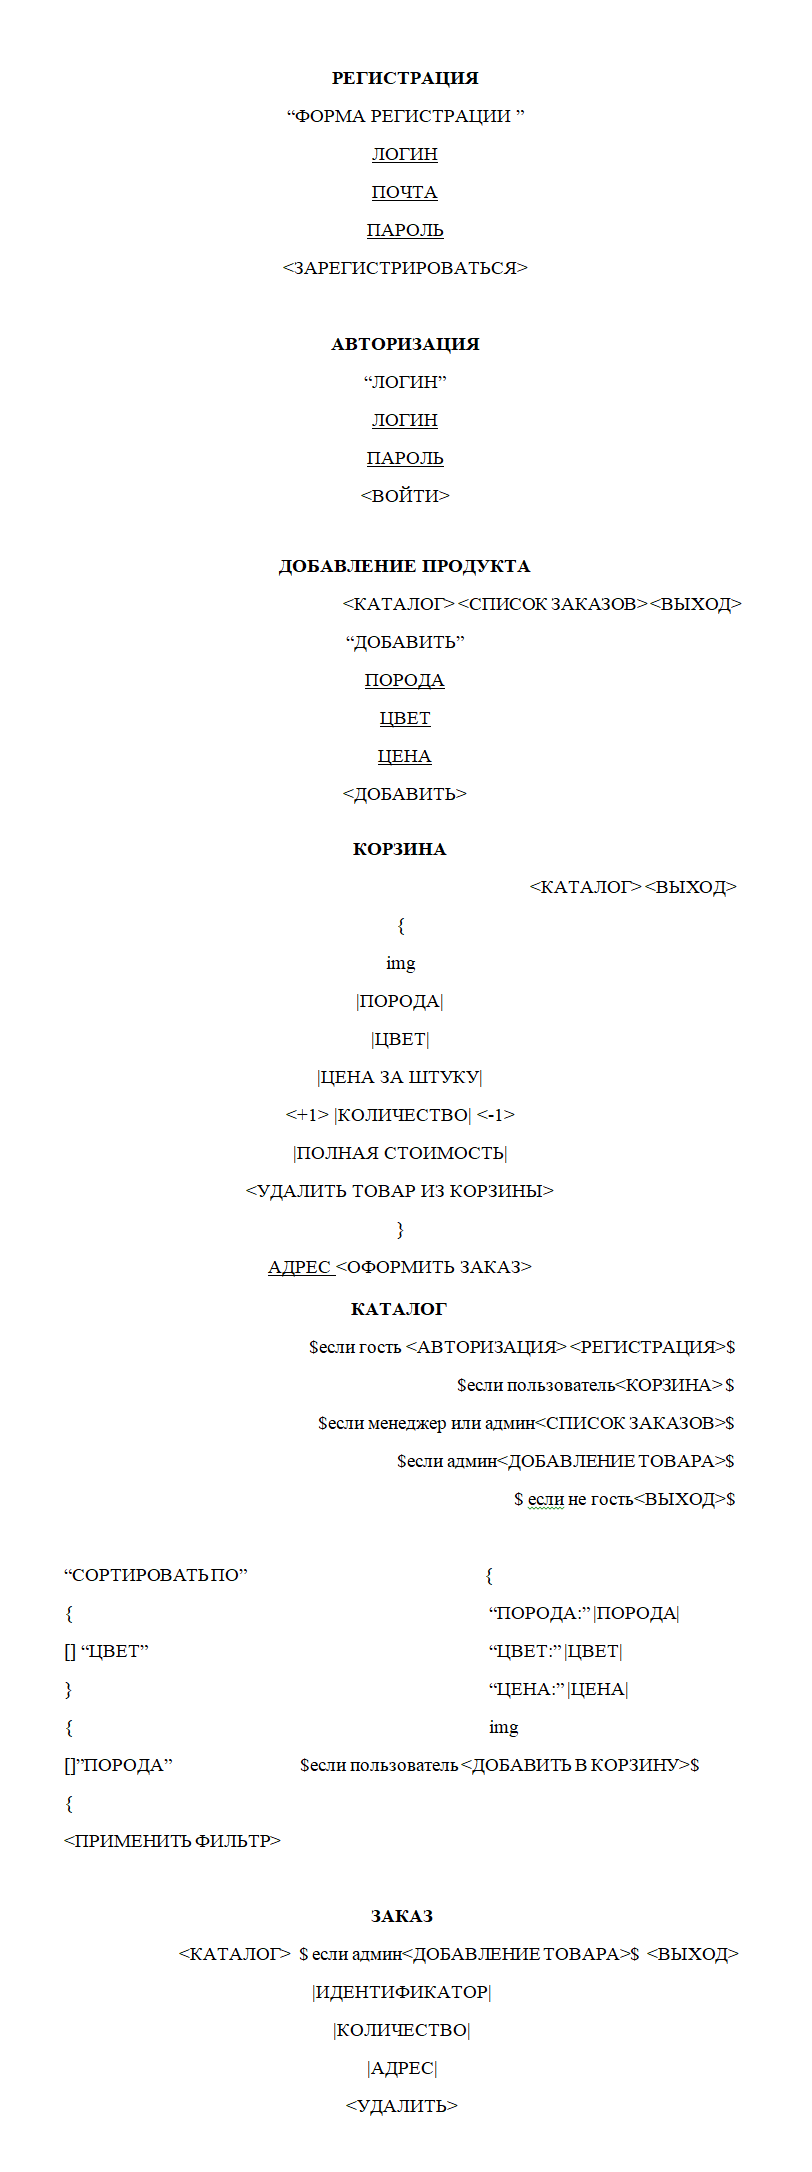 РЕГИСТРАЦИЯ
“ФОРМА РЕГИСТРАЦИИ ”
ЛОГИН
ПОЧТА
ПАРОЛЬ
<ЗАРЕГИСТРИРОВАТЬСЯ>
АВТОРИЗАЦИЯ
“ЛОГИН”
ЛОГИН
ПАРОЛЬ
<ВОЙТИ>
ДОБАВЛЕНИЕ ПРОДУКТА
<КАТАЛОГ> <СПИСОК ЗАКАЗОВ> <ВЫХОД>
“ДОБАВИТЬ”
ПОРОДА
ЦВЕТ
ЦЕНА
<ДОБАВИТЬ>
КОРЗИНА
<КАТАЛОГ> <ВЫХОД>
{
img
|ПОРОДА|
|ЦВЕТ|
|ЦЕНА ЗА ШТУКУ|
<+1> |КОЛИЧЕСТВО| <-1>
|ПОЛНАЯ СТОИМОСТЬ|
<УДАЛИТЬ ТОВАР ИЗ КОРЗИНЫ>
}
АДРЕС <ОФОРМИТЬ ЗАКАЗ>
КАТАЛОГ
$если гость <АВТОРИЗАЦИЯ> <РЕГИСТРАЦИЯ>$
$если пользователь<КОРЗИНА> $
$если менеджер или админ<СПИСОК ЗАКАЗОВ>$
$если админ<ДОБАВЛЕНИЕ ТОВАРА>$
$ если не гость<ВЫХОД>$
“СОРТИРОВАТЬ ПО”
{
[] “ЦВЕТ”
}
{
[]”ПОРОДА”
{
<ПРИМЕНИТЬ ФИЛЬТР>
{
“ПОРОДА:” |ПОРОДА|
“ЦВЕТ:” |ЦВЕТ|
“ЦЕНА:” |ЦЕНА|
img
$если пользователь <ДОБАВИТЬ В КОРЗИНУ>$
ЗАКАЗ
<КАТАЛОГ> $ если админ<ДОБАВЛЕНИЕ ТОВАРА>$ <ВЫХОД>
|ИДЕНТИФИКАТОР|
|КОЛИЧЕСТВО|
|АДРЕС|
<УДАЛИТЬ>